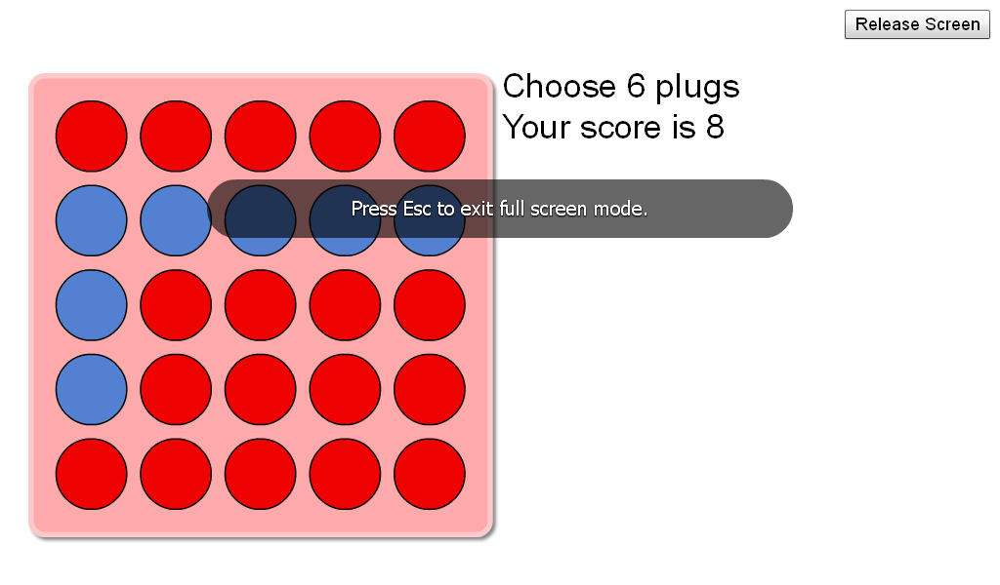 Release Screen
Choose 6 plugs
Your score is 8
Press Esc to exit full screen mode.